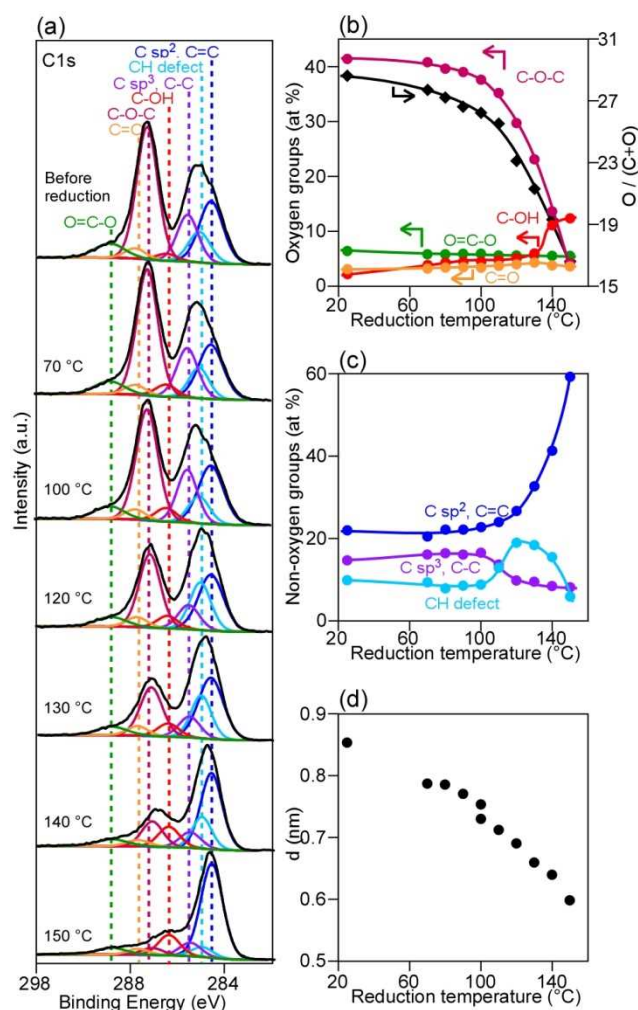 (a)
C1s
C sp², C=C
CH defect
C sp³, C-C
C-OH
C-O-C
C=O
Before
reduction
O=C-O
70 °C
100 °C
120 °C
130 °C
140 °C
150 °C
Intensity (a.u.)
298 288 284
Binding Energy (eV)
(b)
40
30
20
10
0
Oxygen groups (at %)
31
27
23
19
15
O / (C+O)
C-O-C
C-OH
O=C-O
C=O
20 60 100 140
Reduction temperature (°C)
(c)
60
40
20
0
Non-oxygen groups (at %)
C sp², C=C
C sp³, C-C
CH defect
20 60 100 140
Reduction temperature (°C)
(d)
0.9
0.8
0.7
0.6
0.5
d (nm)
20 60 100 140
Reduction temperature (°C)